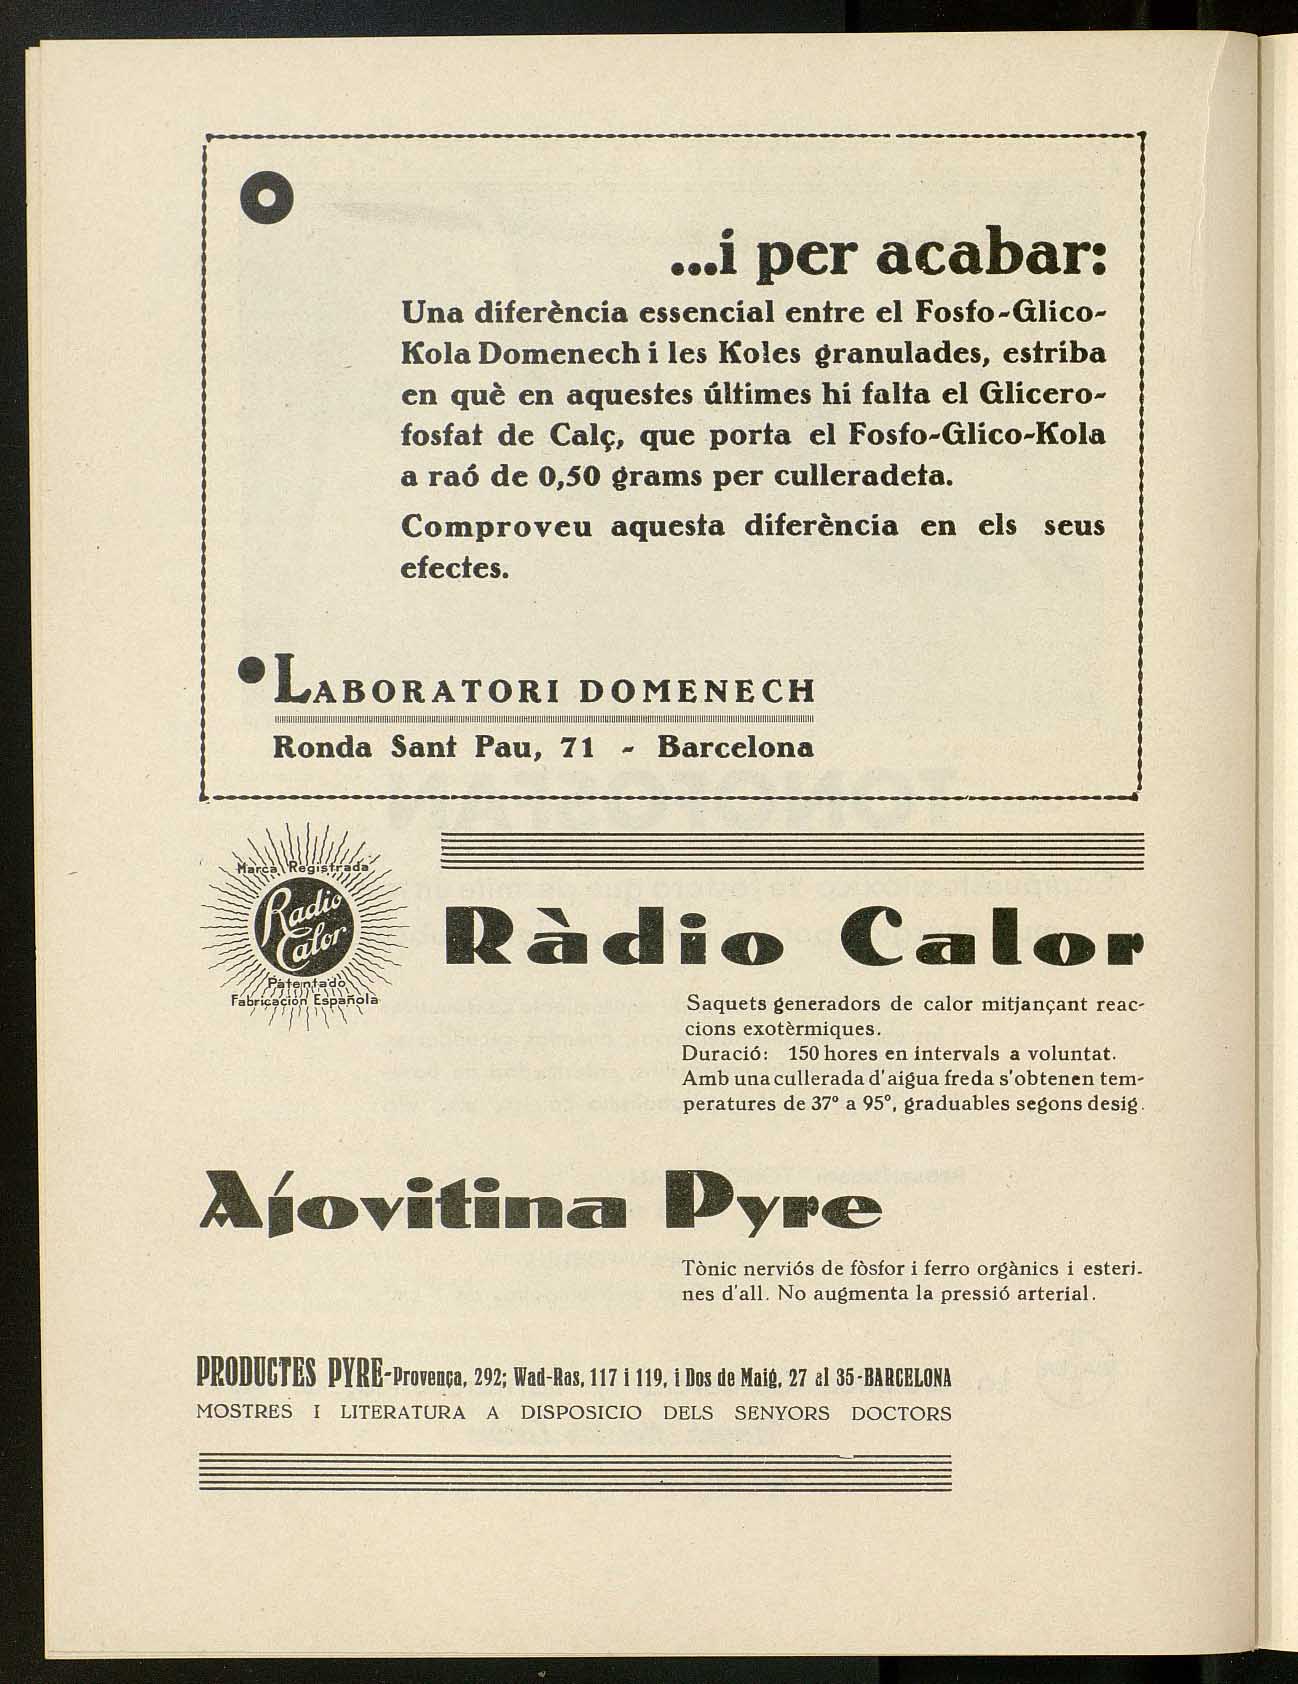 ...i per acabar:
Una diferència essencial entre el Fosfo-Glico-
Kola Domenech i les Koles granulades, estriba
en què en aquestes últimes hi falta el Glicero-
fosfat de Calç, que porta el Fosfo-Glico-Kola
a raó de 0,50 grams per culleradeta.
Comproveu aquesta diferència en els seus
efectes.
LABORATORI DOMENECH
Ronda Sant Pau, 71 - Barcelona
Marca Registrada
Radio
Calor
Patentado
Fabricación Española
Ràdio Calor
Saquets generadors de calor mitjançant reac-
cions exotèrmiques.
Duració: 150 hores en intervals a voluntat.
Amb una cullerada d'aigua freda s'obtenen tem-
peratures de 37° a 95°, graduables segons desig.
Ajovitina Pyre
Tònic nerviós de fòsfor i ferro orgànics i esteri-
nes d'all. No augmenta la pressió arterial.
PRODUCTES PYRE-Provença, 292; Wad-Ras, 117 i 119, i Dos de Maig, 27 al 35-BARCELONA
MOSTRES I LITERATURA A DISPOSICIO DELS SENYORS DOCTORS